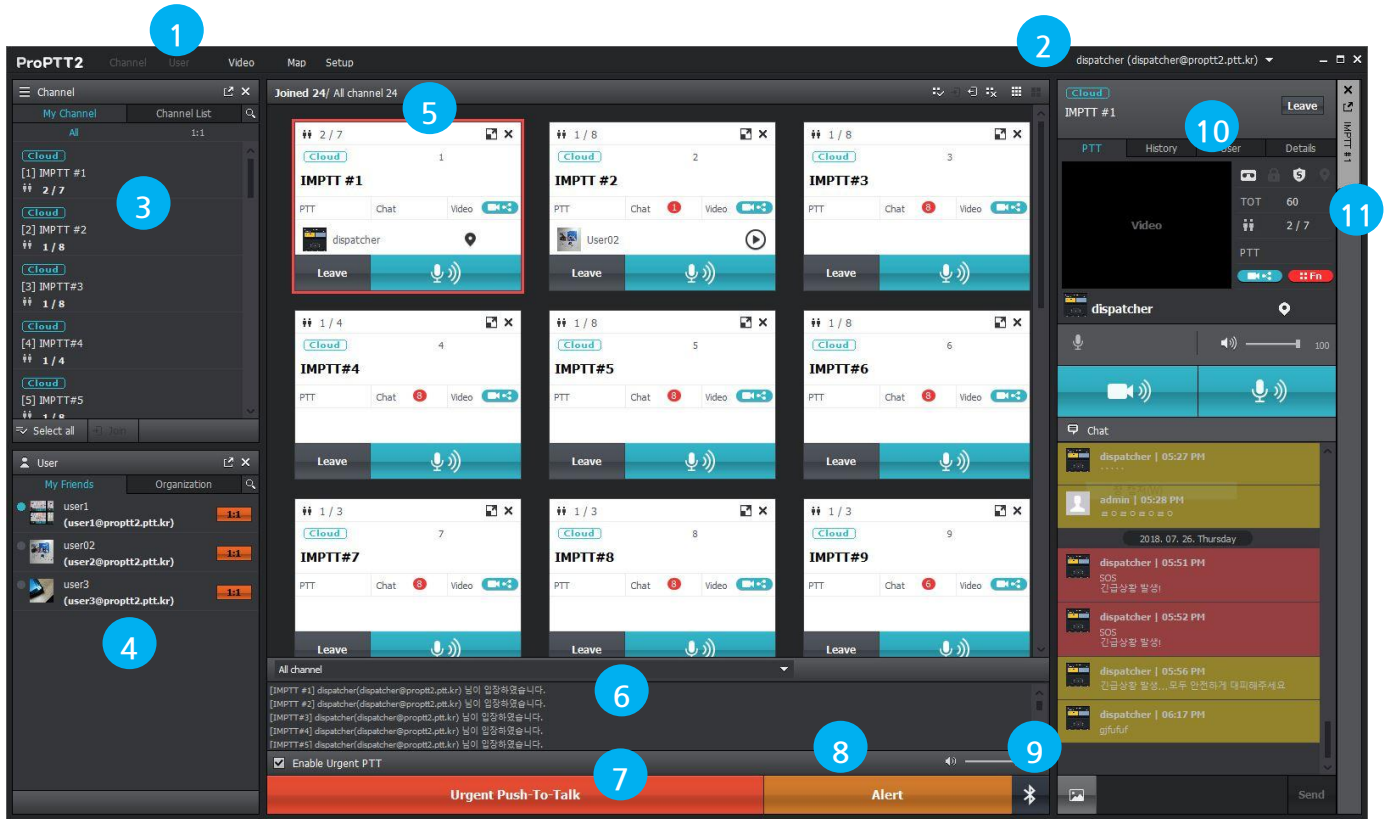 1
2
ProPTT2 Channel User Video Map Setup
dispatcher (dispatcher@proptt2.ptt.kr)
Channel
My Channel Channel List
All 1:1
Cloud
[1] IMPTT #1
2 / 7
Cloud
[2] IMPTT #2
1 / 8
Cloud
[3] IMPTT#3
1 / 8
Cloud
[4] IMPTT#4
1 / 4
Cloud
[5] IMPTT#5
1 / 8
3
Select all Join
User
My Friends Organization
user1
(user1@proptt2.ptt.kr)
1:1
user02
(user2@proptt2.ptt.kr)
1:1
user3
(user3@proptt2.ptt.kr)
1:1
4
Joined 24/ All channel 24
5
2 / 7
Cloud 1
IMPTT #1
PTT Chat Video
dispatcher
Leave
1 / 8
Cloud 2
IMPTT #2
PTT Chat 1 Video
User02
Leave
1 / 8
Cloud 3
IMPTT#3
PTT Chat 8 Video
Leave
1 / 4
Cloud 4
IMPTT#4
PTT Chat 8 Video
Leave
1 / 8
Cloud 5
IMPTT#5
PTT Chat 8 Video
Leave
1 / 8
Cloud 6
IMPTT#6
PTT Chat 8 Video
Leave
1 / 3
Cloud 7
IMPTT#7
PTT Chat 8 Video
Leave
1 / 3
Cloud 8
IMPTT#8
PTT Chat 8 Video
Leave
1 / 3
Cloud 9
IMPTT#9
PTT Chat 6 Video
Leave
All channel
6
[IMPTT #1] dispatcher(dispatcher@proptt2.ptt.kr) 님이 입장하였습니다.
[IMPTT #2] dispatcher(dispatcher@proptt2.ptt.kr) 님이 입장하였습니다.
[IMPTT#3] dispatcher(dispatcher@proptt2.ptt.kr) 님이 입장하였습니다.
[IMPTT#4] dispatcher(dispatcher@proptt2.ptt.kr) 님이 입장하였습니다.
[IMPTT#5] dispatcher(dispatcher@proptt2.ptt.kr) 님이 입장하였습니다.
Enable Urgent PTT
7
8
9
Urgent Push-To-Talk
Alert
Cloud
IMPTT #1
Leave
10
PTT History User Details
Video
TOT 60
2 / 7
PTT
Fn
11
IMPTT #1
dispatcher
100
Chat
dispatcher | 05:27 PM
.....
admin | 05:28 PM
ㄹㅇㄹㅇㄹㅇㄹㅇ
2018. 07. 26. Thursday
dispatcher | 05:51 PM
SOS
긴급상황 발생!
dispatcher | 05:52 PM
SOS
긴급상황 발생!
dispatcher | 05:56 PM
긴급상황 발생...모두 안전하게 대피해주세요
dispatcher | 06:17 PM
gjfufuf
Send